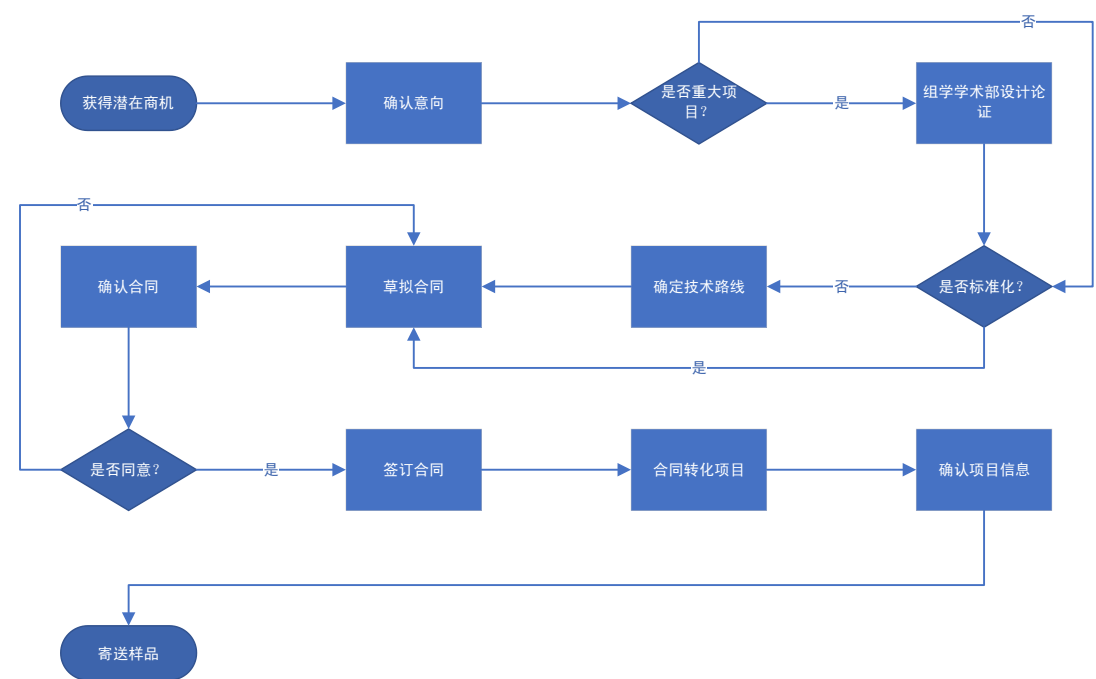 否
获得潜在商机
确认意向
是否重大项
目?
是
组学学术部设计论
证
否
确认合同
草拟合同
确定技术路线
否
是否标准化?
是
是否同意?
是
签订合同
合同转化项目
确认项目信息
寄送样品